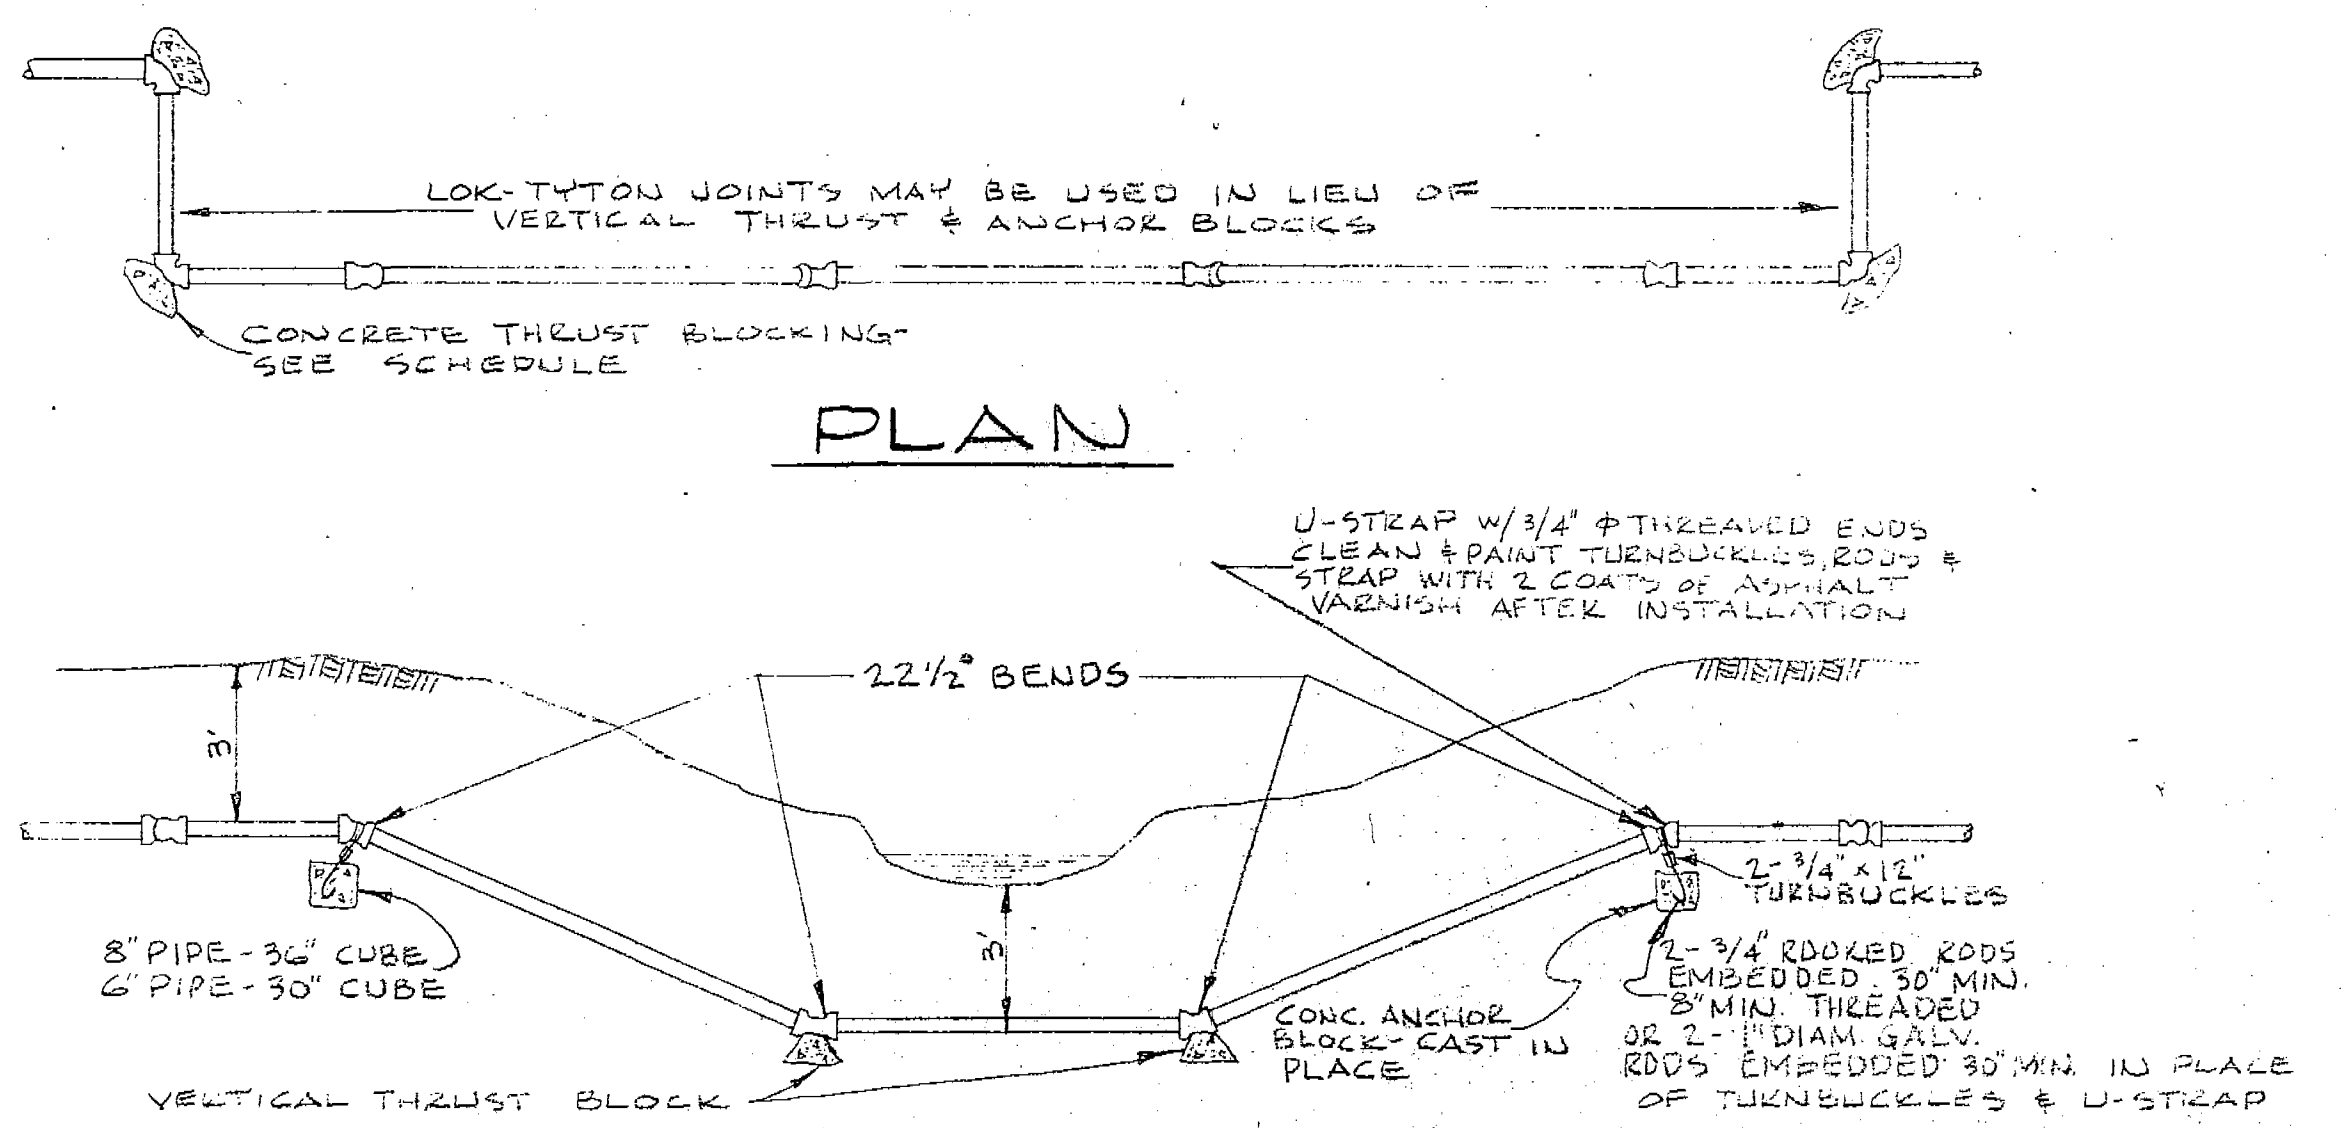 LOK-TYTON JOINTS MAY BE USED IN LIEU OF
VERTICAL THRUST & ANCHOR BLOCKS
CONCRETE THRUST BLOCKING-
SEE SCHEDULE
PLAN
U-STRAP W/ 3/4" ϕ THREADED ENDS
CLEAN & PAINT TURNBUCKLES, RODS &
STRAP WITH 2 COATS OF ASPHALT
VARNISH AFTER INSTALLATION
22 1/2° BENDS
3'
3'
2- 3/4" x 12"
TURNBUCKLES
8" PIPE - 36" CUBE
6" PIPE - 30" CUBE
2- 3/4" ROOKED RODS
EMBEDDED 30" MIN.
8" MIN. THREADED
OR 2- 1" DIAM. GALV.
RODS EMBEDDED 30" MIN. IN PLACE
OF TURNBUCKLES & U-STRAP
CONC. ANCHOR
BLOCK- CAST IN
PLACE
VERTICAL THRUST BLOCK